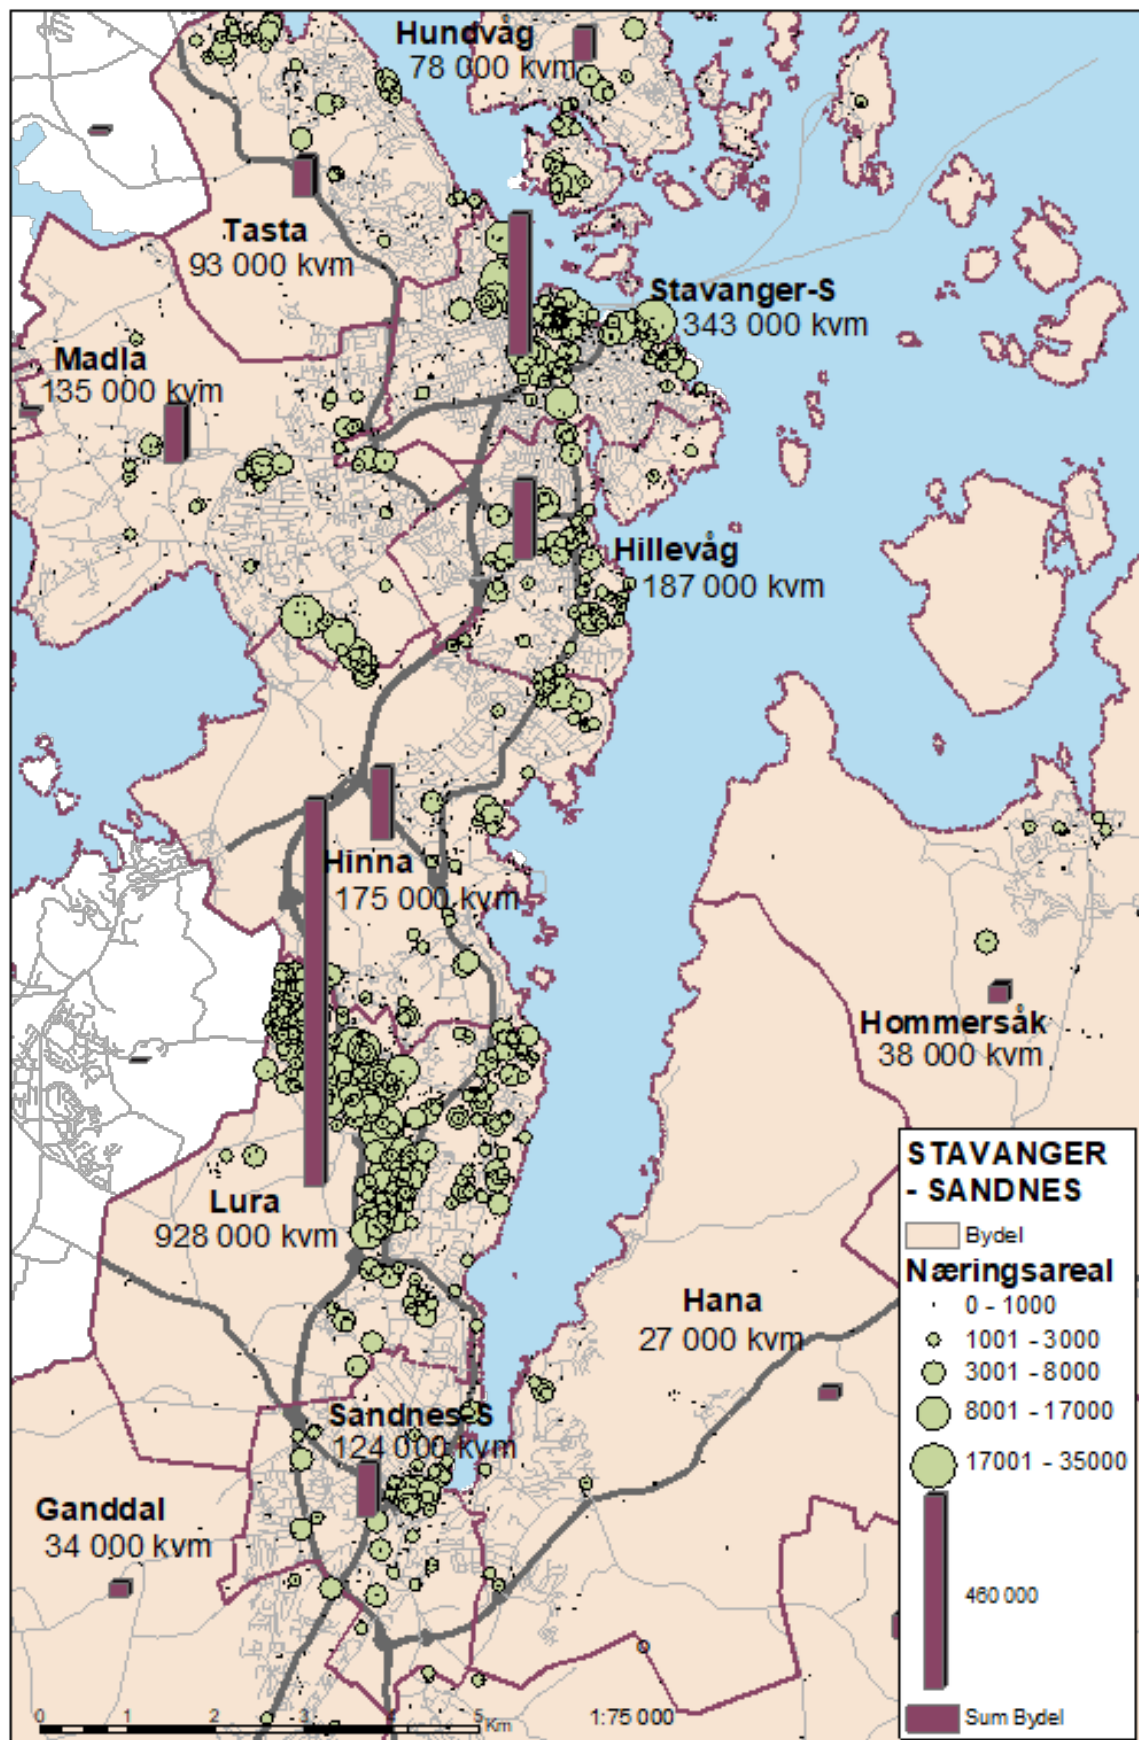 Hundvåg
78 000 kvm
Tasta
93 000 kvm
Stavanger-S
343 000 kvm
Madla
135 000 kvm
Hillevåg
187 000 kvm
Hinna
175 000 kvm
Hommersåk
38 000 kvm
Lura
928 000 kvm
Hana
27 000 kvm
Sandnes-S
124 000 kvm
Ganddal
34 000 kvm
STAVANGER
- SANDNES
Bydel
Næringsareal
0 - 1000
1001 - 3000
3001 - 8000
8001 - 17000
17001 - 35000
460 000
Sum Bydel
0 1 2 3 4 5 Km
1:75 000